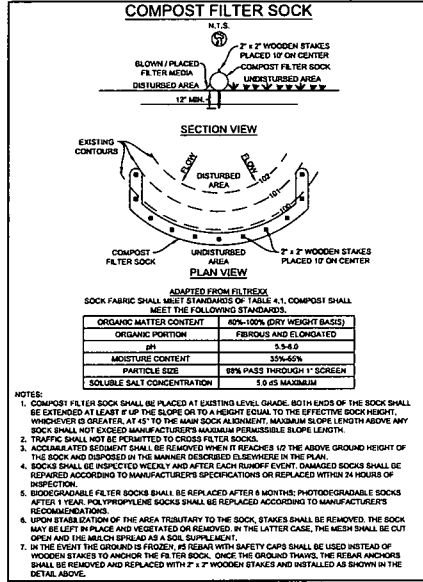 COMPOST FILTER SOCK
N.T.S.
2" x 2" WOODEN STAKES
PLACED 10' ON CENTER
BLOWN / PLACED
FILTER MEDIA
COMPOST FILTER SOCK
DISTURBED AREA
UNDISTURBED AREA
12" MIN.
SECTION VIEW
EXISTING
CONTOURS
FLOW
FLOW
DISTURBED
AREA
102
101
100
COMPOST
FILTER SOCK
UNDISTURBED
AREA
2" x 2" WOODEN STAKES
PLACED 10' ON CENTER
PLAN VIEW
ADAPTED FROM FILTREXX
SOCK FABRIC SHALL MEET STANDARDS OF TABLE 4.1. COMPOST SHALL
MEET THE FOLLOWING STANDARDS.
ORGANIC MATTER CONTENT 80%-100% (DRY WEIGHT BASIS)
ORGANIC PORTION FIBROUS AND ELONGATED
pH 5.5-8.0
MOISTURE CONTENT 35%-55%
PARTICLE SIZE 98% PASS THROUGH 1" SCREEN
SOLUBLE SALT CONCENTRATION 5.0 dS MAXIMUM
NOTES:
1. COMPOST FILTER SOCK SHALL BE PLACED AT EXISTING LEVEL GRADE. BOTH ENDS OF THE SOCK SHALL
BE EXTENDED AT LEAST 8' UP THE SLOPE OR TO A HEIGHT EQUAL TO THE EFFECTIVE SOCK HEIGHT,
WHICHEVER IS GREATER, AT 45° TO THE MAIN SOCK ALIGNMENT. MAXIMUM SLOPE LENGTH ABOVE ANY
SOCK SHALL NOT EXCEED MANUFACTURER'S MAXIMUM PERMISSIBLE SLOPE LENGTH.
2. TRAFFIC SHALL NOT BE PERMITTED TO CROSS FILTER SOCKS.
3. ACCUMULATED SEDIMENT SHALL BE REMOVED WHEN IT REACHES 1/2 THE ABOVE GROUND HEIGHT OF
THE SOCK AND DISPOSED IN THE MANNER DESCRIBED ELSEWHERE IN THE PLAN.
4. SOCKS SHALL BE INSPECTED WEEKLY AND AFTER EACH RUNOFF EVENT. DAMAGED SOCKS SHALL BE
REPAIRED ACCORDING TO MANUFACTURER'S SPECIFICATIONS OR REPLACED WITHIN 24 HOURS OF
INSPECTION.
5. BIODEGRADABLE FILTER SOCKS SHALL BE REPLACED AFTER 6 MONTHS; PHOTODEGRADABLE SOCKS
AFTER 1 YEAR. POLYPROPYLENE SOCKS SHALL BE REPLACED ACCORDING TO MANUFACTURER'S
RECOMMENDATIONS.
6. UPON STABILIZATION OF THE AREA TRIBUTARY TO THE SOCK, STAKES SHALL BE REMOVED. THE SOCK
MAY BE LEFT IN PLACE AND VEGETATED OR REMOVED. IN THE LATTER CASE, THE MESH SHALL BE CUT
OPEN AND THE MULCH SPREAD AS A SOIL SUPPLEMENT.
7. IN THE EVENT THE GROUND IS FROZEN, #5 REBAR WITH SAFETY CAPS SHALL BE USED INSTEAD OF
WOODEN STAKES TO ANCHOR THE FILTER SOCK. ONCE THE GROUND THAWS, THE REBAR ANCHORS
SHALL BE REMOVED AND REPLACED WITH 2" x 2" WOODEN STAKES AND INSTALLED AS SHOWN IN THE
DETAIL ABOVE.